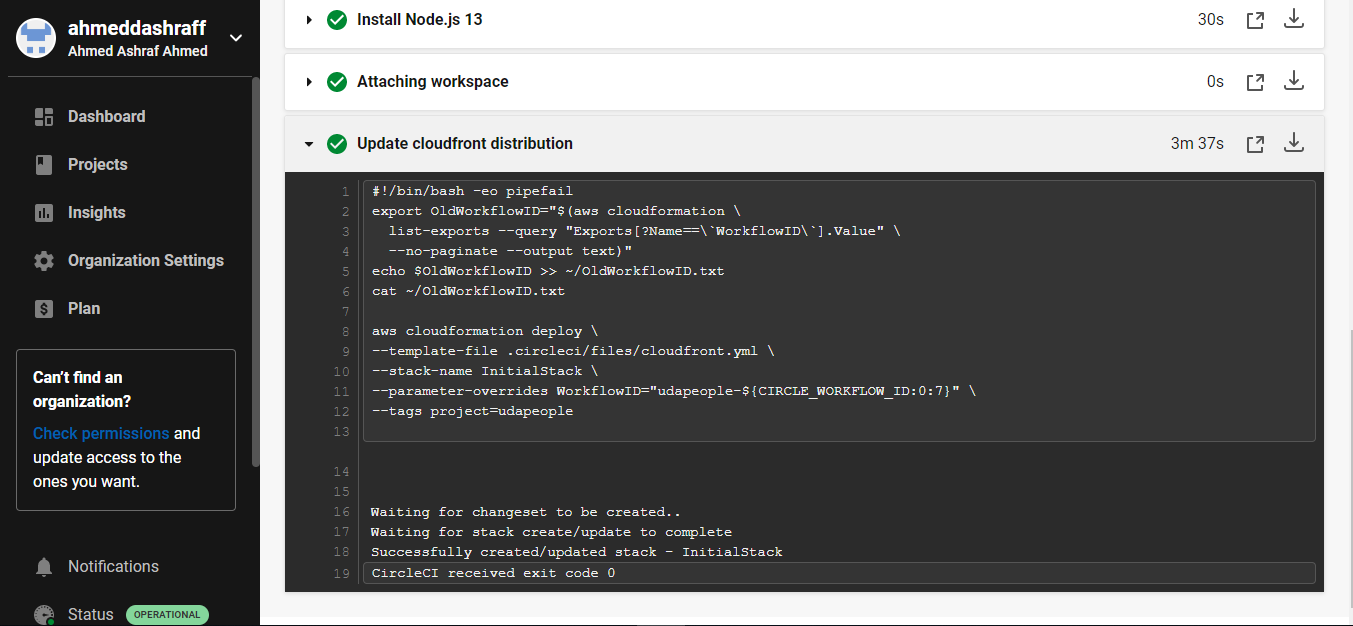 ahmeddashraff
Ahmed Ashraf Ahmed
Dashboard
Projects
Insights
Organization Settings
Plan
Can't find an
organization?
Check permissions and
update access to the
ones you want.
Notifications
Status OPERATIONAL
Install Node.js 13 30s
Attaching workspace 0s
Update cloudfront distribution 3m 37s
1 #!/bin/bash -eo pipefail
2 export OldWorkflowID="$(aws cloudformation \
3 list-exports --query "Exports[?Name==\`WorkflowID\`].Value" \
4 --no-paginate --output text)"
5 echo $OldWorkflowID >> ~/OldWorkflowID.txt
6 cat ~/OldWorkflowID.txt
7
8 aws cloudformation deploy \
9 --template-file .circleci/files/cloudfront.yml \
10 --stack-name InitialStack \
11 --parameter-overrides WorkflowID="udapeople-${CIRCLE_WORKFLOW_ID:0:7}" \
12 --tags project=udapeople
13
14
15
16 Waiting for changeset to be created..
17 Waiting for stack create/update to complete
18 Successfully created/updated stack - InitialStack
19 CircleCI received exit code 0